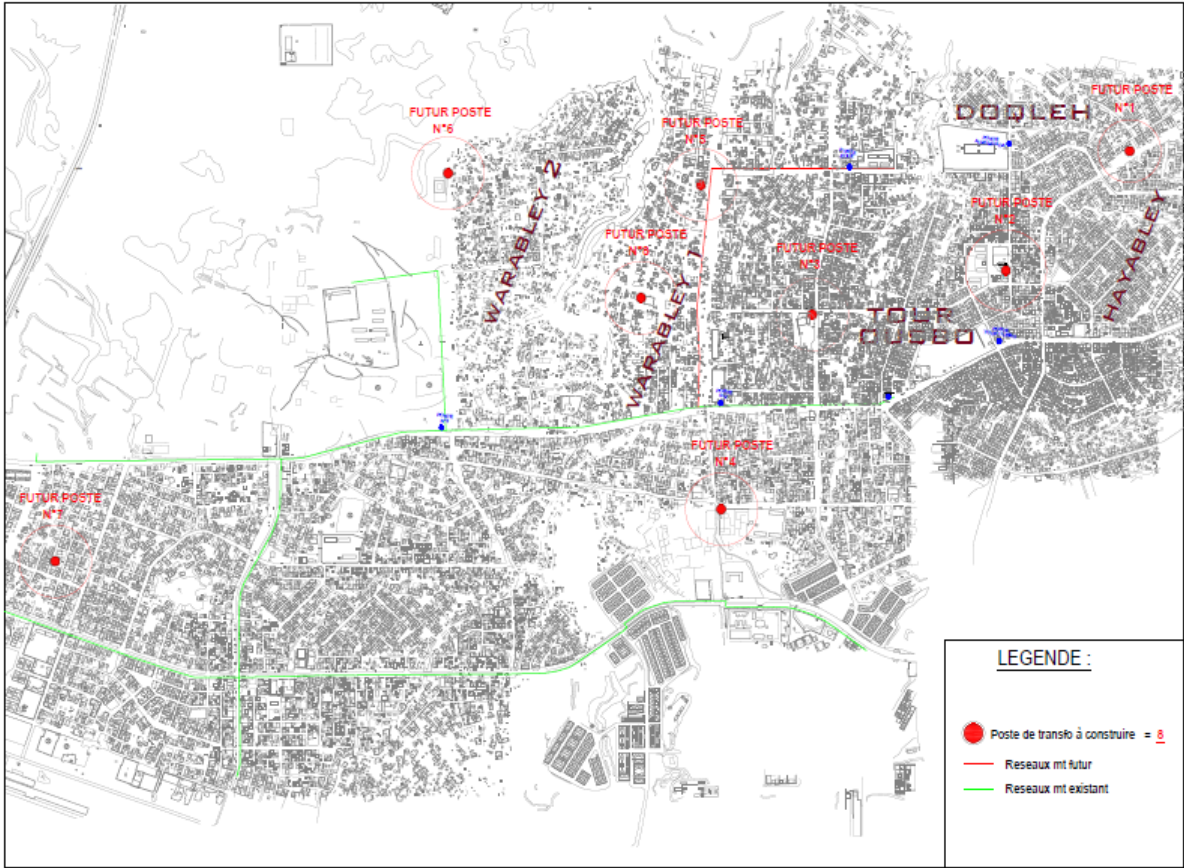 FUTUR POSTE
N°1
DOQLEH
FUTUR POSTE
N°6
FUTUR POSTE
N°5
WARABLEY 2
HAYABLEY
FUTUR POSTE
N°2
FUTUR POSTE
N°8
FUTUR POSTE
N°3
WARABLEY 1
TOUR
OJOBO
FUTUR POSTE
N°4
FUTUR POSTE
N°7
LEGENDE :
Poste de transfo à construire = 8
Reseaux mt futur
Reseaux mt existant